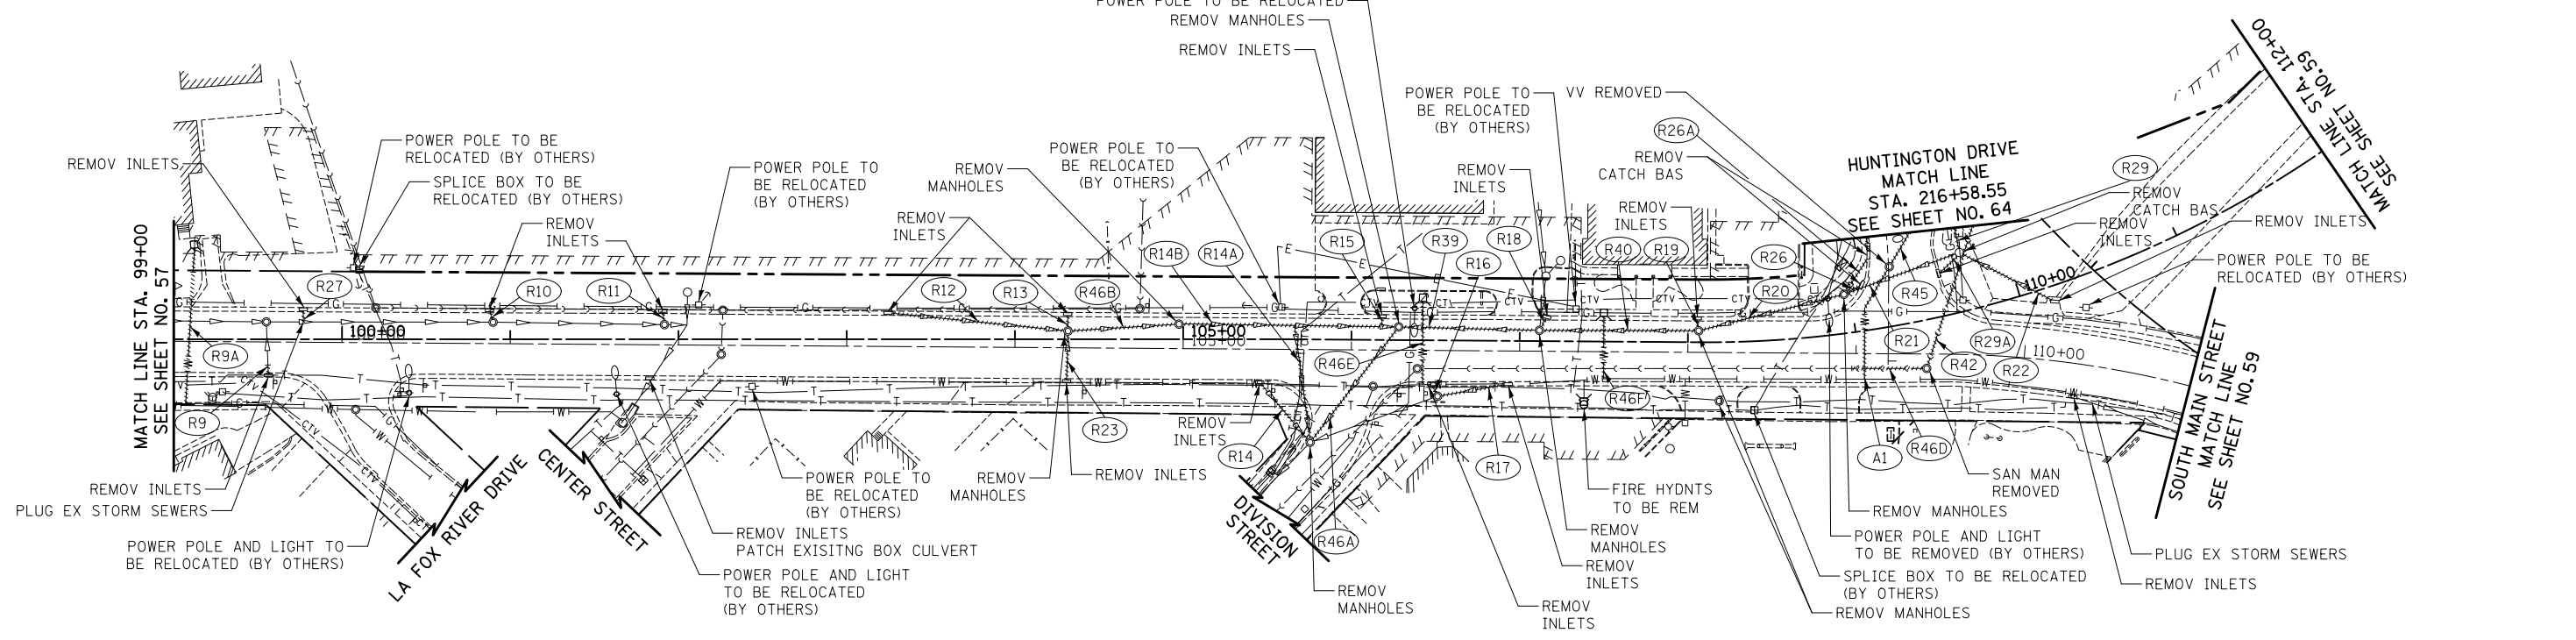 POWER POLE TO BE RELOCATED
REMOV MANHOLES
REMOV INLETS
POWER POLE TO
BE RELOCATED
(BY OTHERS)
VV REMOVED
R26A
REMOV
CATCH BAS
HUNTINGTON DRIVE
MATCH LINE
STA. 216+58.55
SEE SHEET NO. 64
MATCH LINE STA. 112+00
SEE SHEET NO.59
R29
REMOV
CATCH BAS
REMOV
INLETS
REMOV INLETS
POWER POLE TO BE
RELOCATED (BY OTHERS)
REMOV INLETS
POWER POLE TO BE
RELOCATED (BY OTHERS)
SPLICE BOX TO BE
RELOCATED (BY OTHERS)
REMOV
INLETS
POWER POLE TO
BE RELOCATED
(BY OTHERS)
REMOV
MANHOLES
REMOV
INLETS
POWER POLE TO
BE RELOCATED
(BY OTHERS)
REMOV
INLETS
REMOV
INLETS
MATCH LINE STA. 99+00
SEE SHEET NO. 57
R27
R10
R11
R12
R13
R46B
R14B
R14A
R15
R39
R16
R18
R40
R19
R26
R20
R45
R21
R29A
R42
R22
100+00
105+00
105+00
110+00
110+00
R9A
R9
R23
R14
R46E
R17
R46F
A1
R46D
R46A
REMOV INLETS
PLUG EX STORM SEWERS
POWER POLE AND LIGHT TO
BE RELOCATED (BY OTHERS)
LA FOX RIVER DRIVE
CENTER STREET
REMOV INLETS
PATCH EXISITNG BOX CULVERT
POWER POLE AND LIGHT
TO BE RELOCATED
(BY OTHERS)
POWER POLE TO
BE RELOCATED
(BY OTHERS)
REMOV
MANHOLES
REMOV INLETS
REMOV
INLETS
DIVISION
STREET
REMOV
MANHOLES
REMOV
INLETS
REMOV
MANHOLES
REMOV
INLETS
FIRE HYDNTS
TO BE REM
SAN MAN
REMOVED
REMOV MANHOLES
POWER POLE AND LIGHT
TO BE REMOVED (BY OTHERS)
SPLICE BOX TO BE RELOCATED
(BY OTHERS)
REMOV MANHOLES
PLUG EX STORM SEWERS
REMOV INLETS
SOUTH MAIN STREET
MATCH LINE
SEE SHEET NO.59